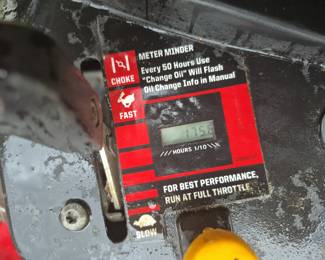 METER MINDER
Every 50 Hours Use
"Change Oil" Will Flash
Oil Change Info in Manual
CHOKE
FAST
HOURS 1/10
FOR BEST PERFORMANCE,
RUN AT FULL THROTTLE.
SLOW